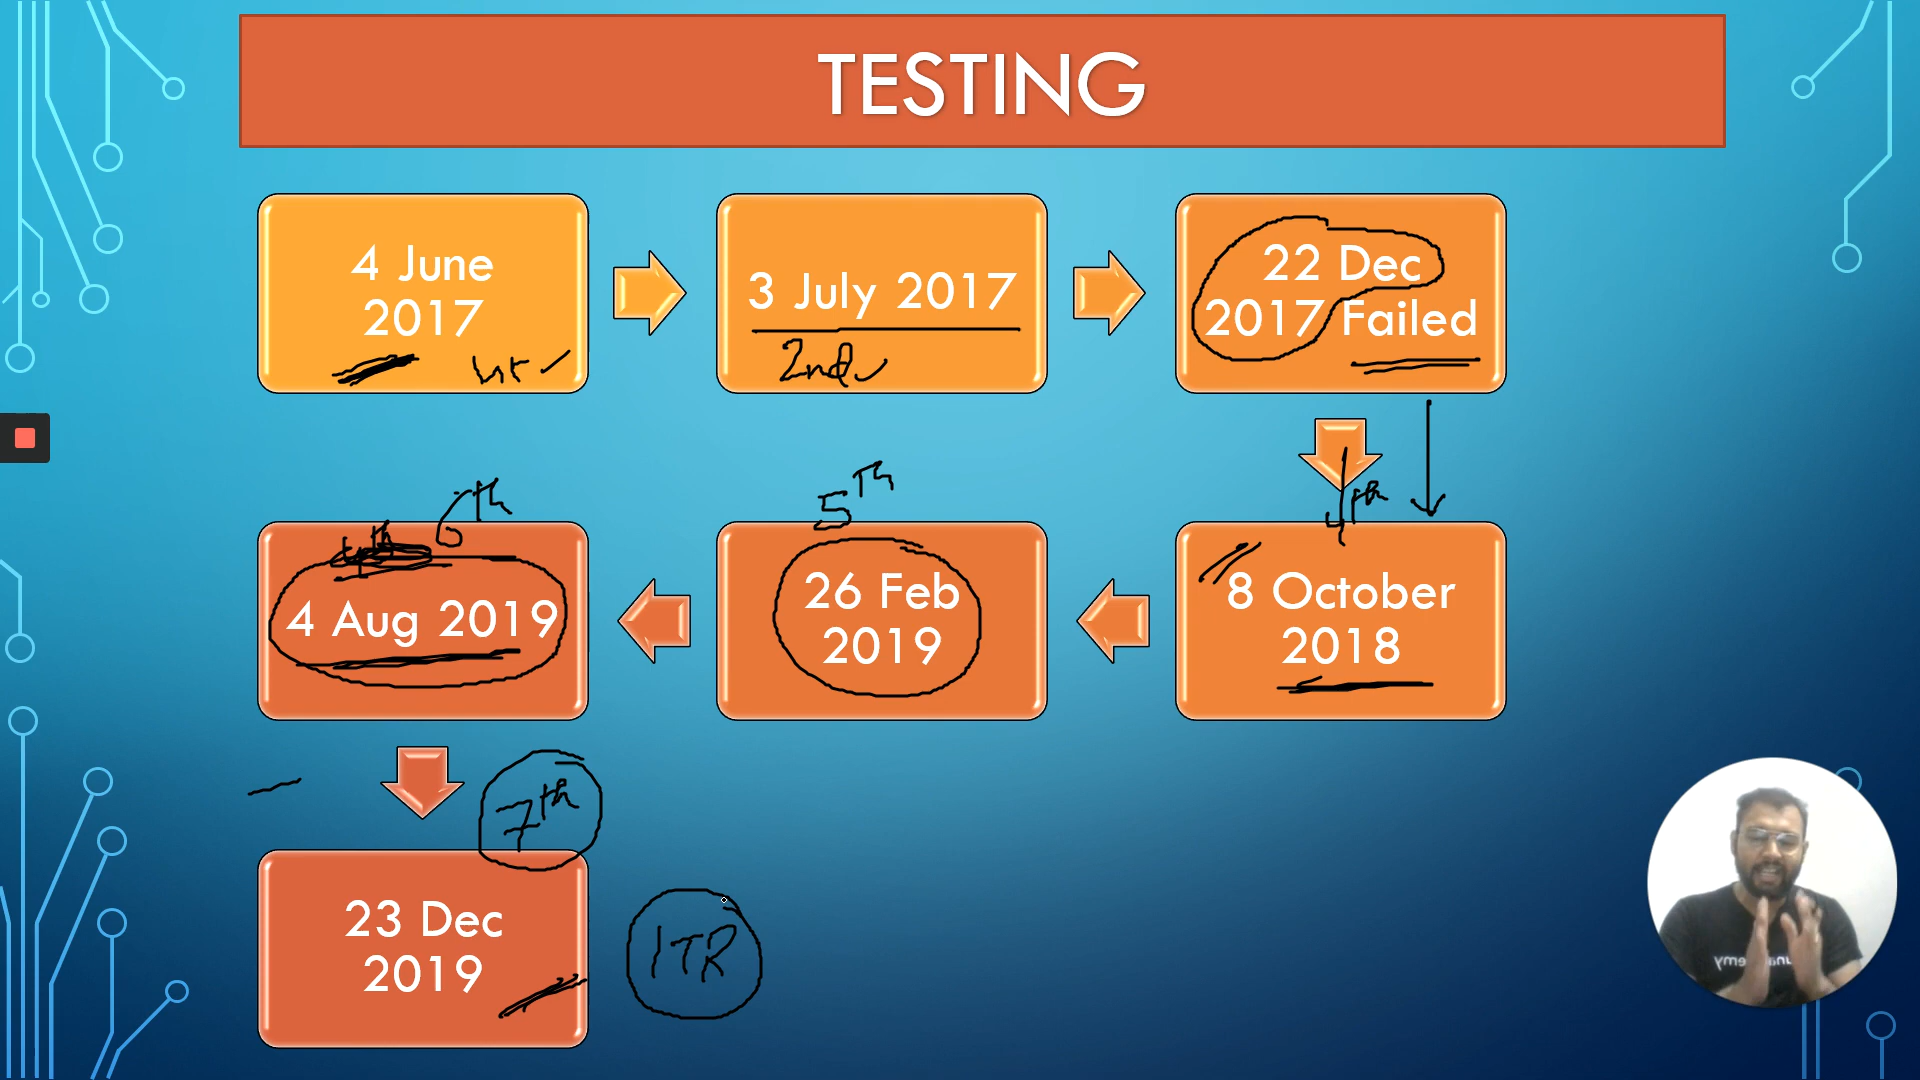 TESTING
4 June
2017
3 July 2017
2nd
22 Dec
2017 Failed
4th
8 October
2018
5th
26 Feb
2019
6th
4th
4 Aug 2019
7th
23 Dec
2019
ITR